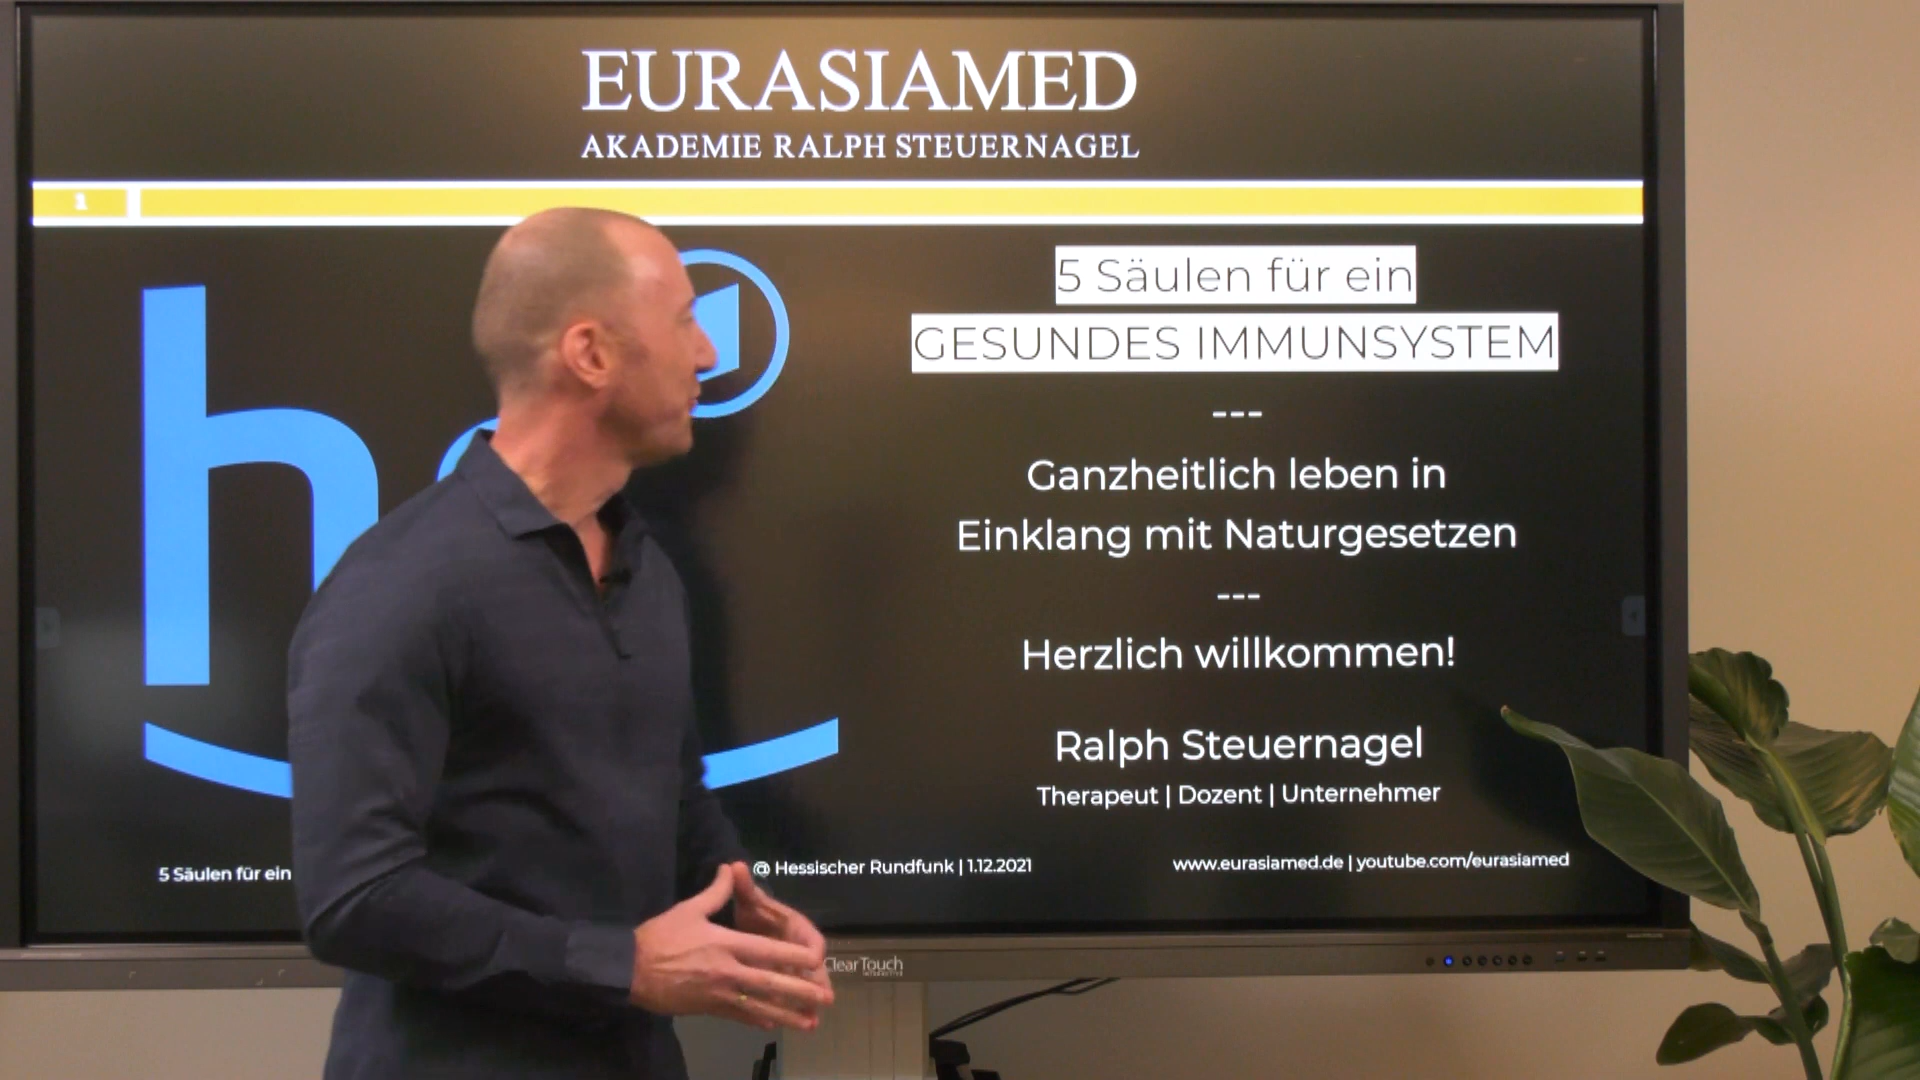 EURASIAMED
AKADEMIE RALPH STEUERNAGEL
1
5 Säulen für ein
GESUNDES IMMUNSYSTEM
---
Ganzheitlich leben in
Einklang mit Naturgesetzen
---
Herzlich willkommen!
Ralph Steuernagel
Therapeut | Dozent | Unternehmer
5 Säulen für ein
@ Hessischer Rundfunk | 1.12.2021
www.eurasiamed.de | youtube.com/eurasiamed
h
ClearTouch